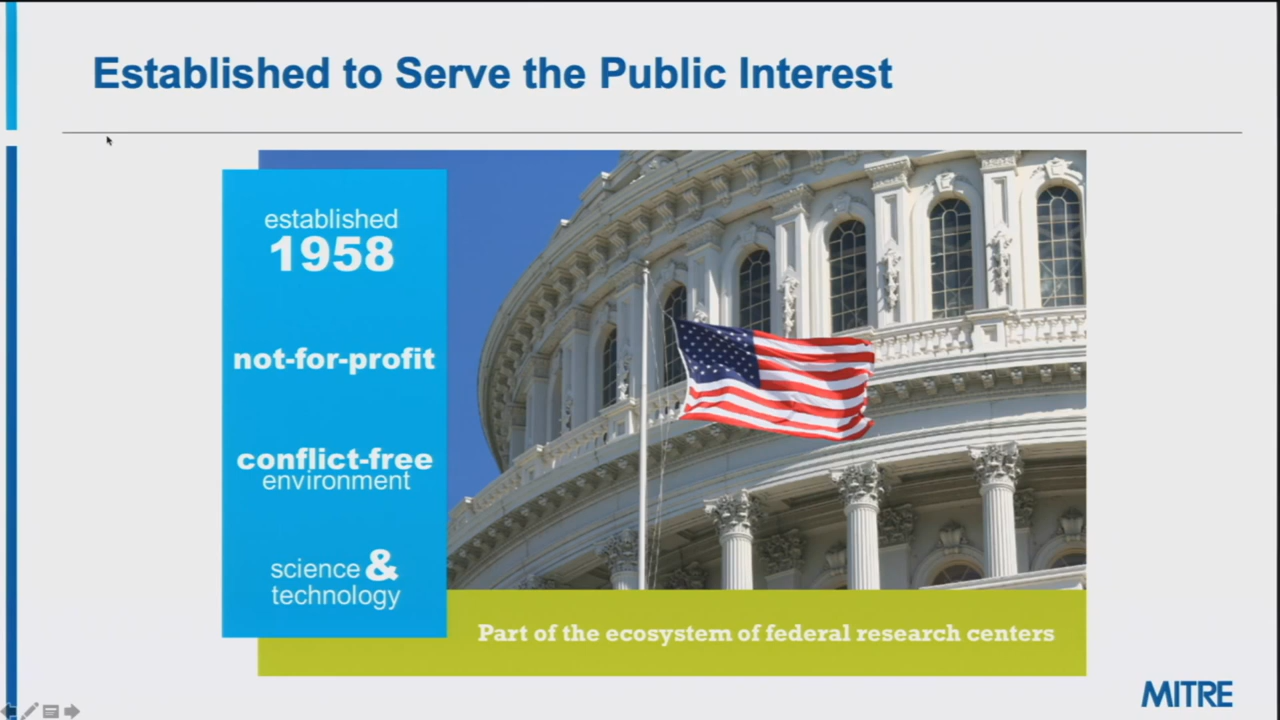 Established to Serve the Public Interest
established
1958
not-for-profit
conflict-free
environment
science &
technology
Part of the ecosystem of federal research centers
MITRE